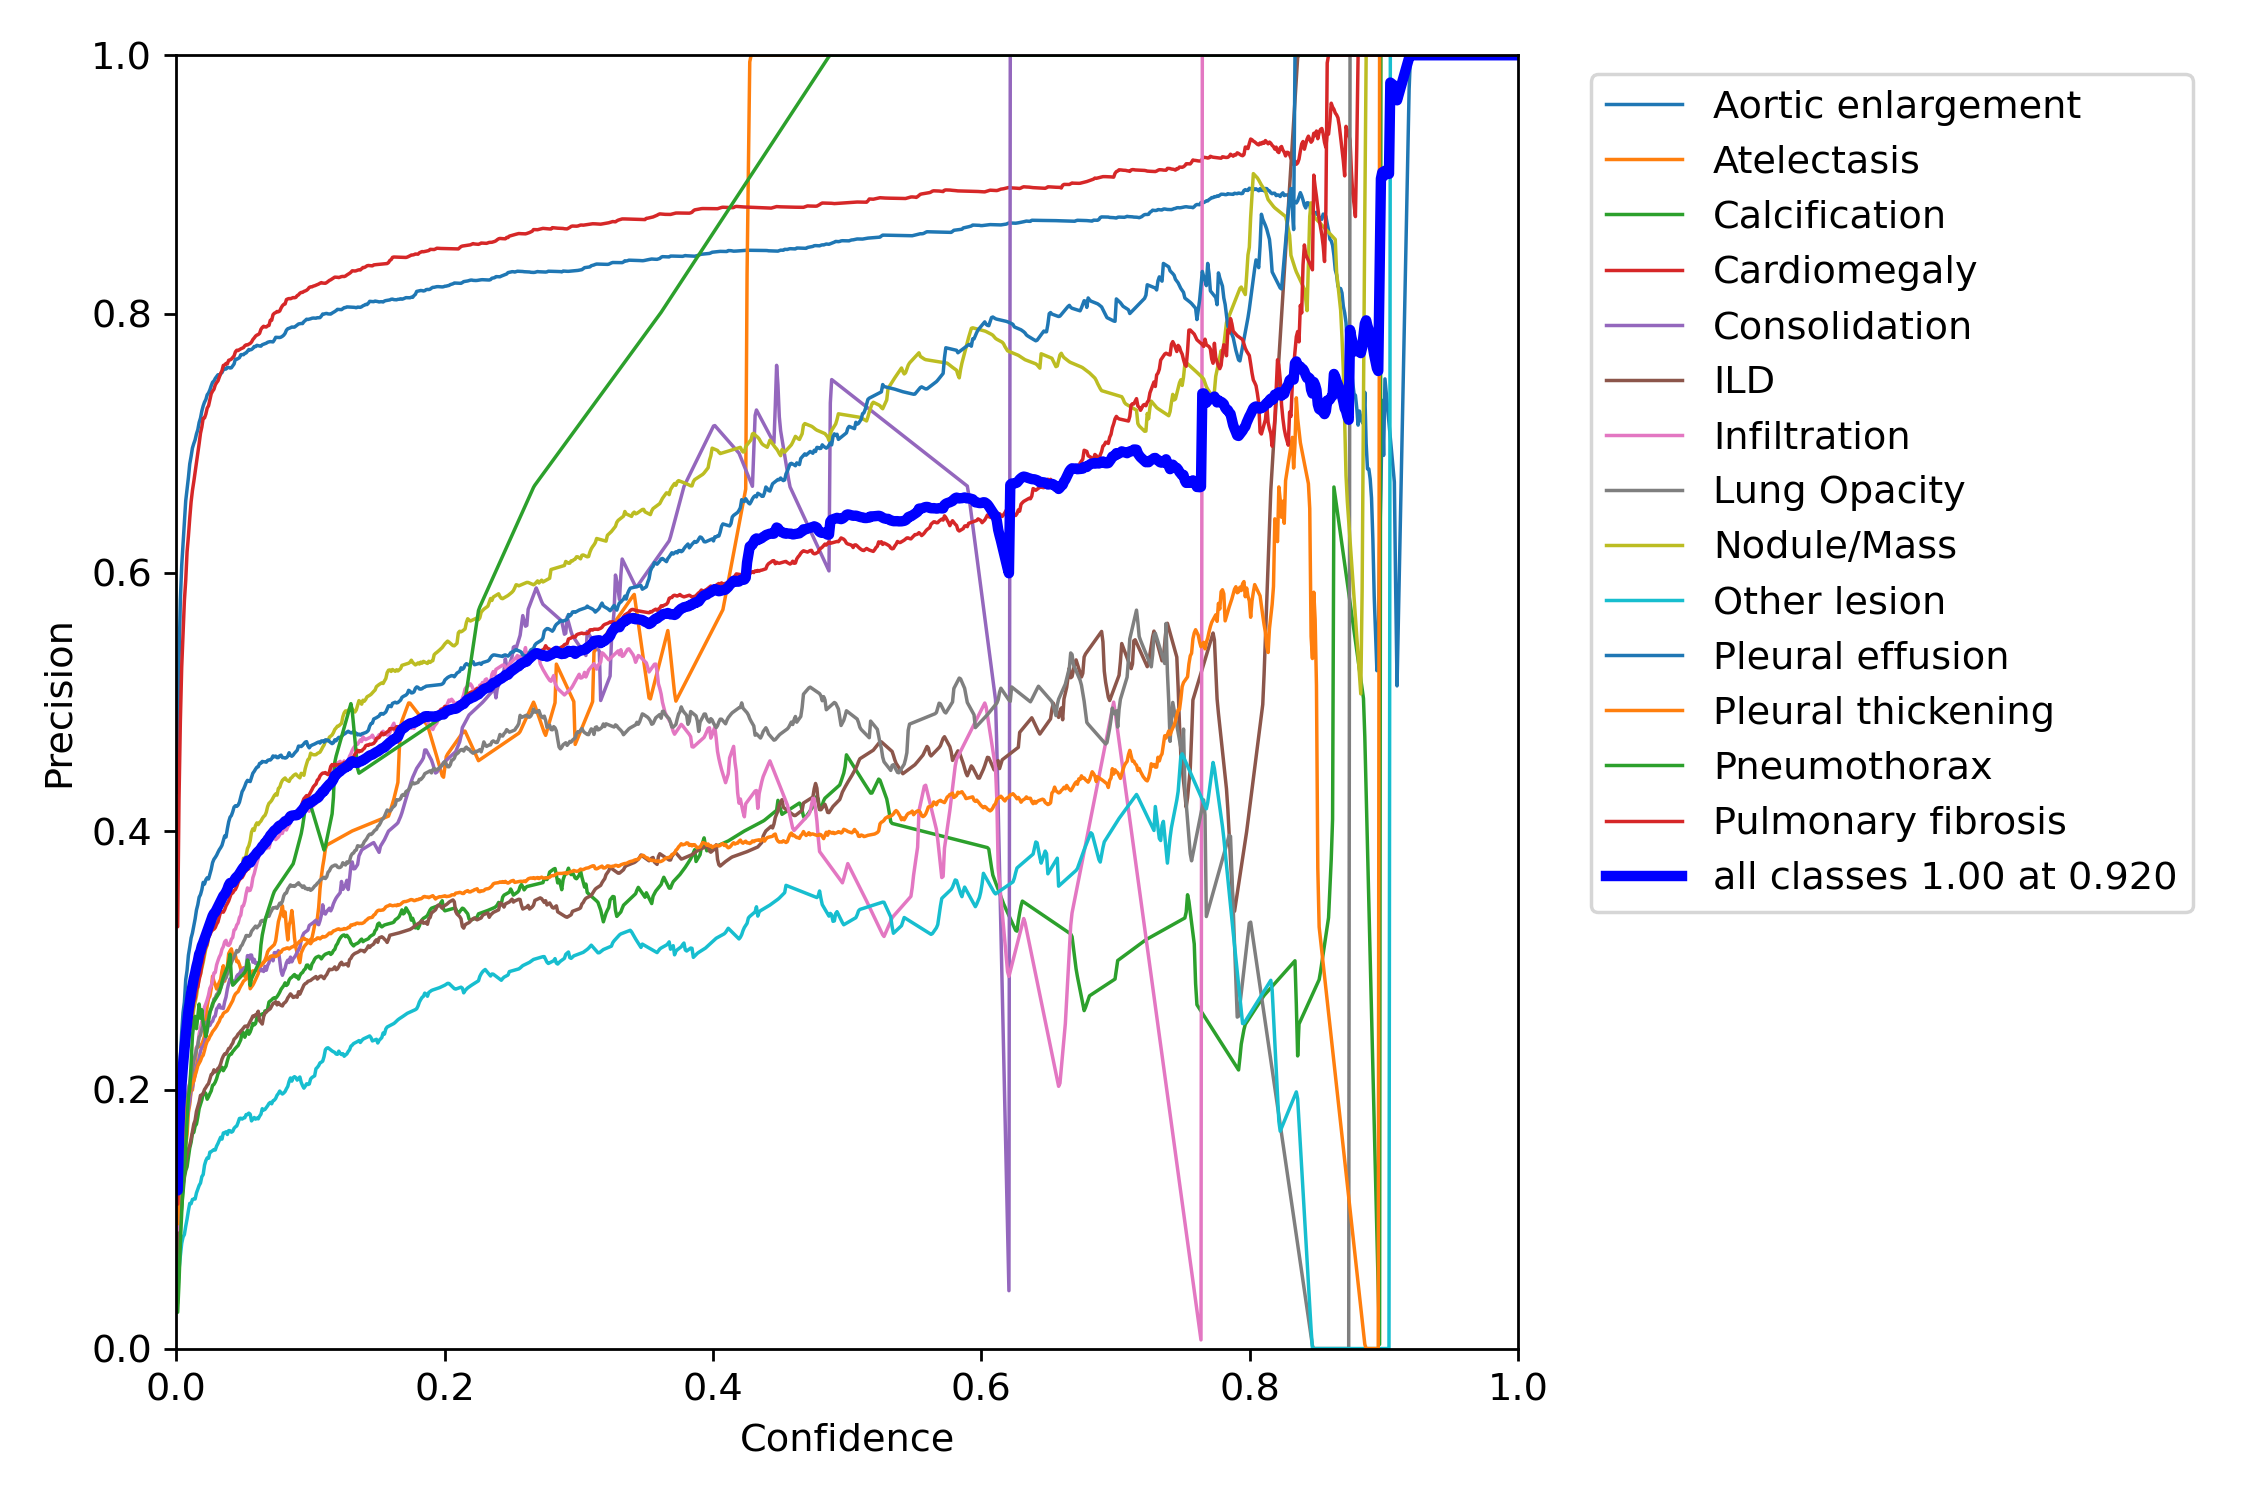 1.0
0.8
0.6
0.4
0.2
0.0
Precision
0.0 0.2 0.4 0.6 0.8 1.0
Confidence
Aortic enlargement
Atelectasis
Calcification
Cardiomegaly
Consolidation
ILD
Infiltration
Lung Opacity
Nodule/Mass
Other lesion
Pleural effusion
Pleural thickening
Pneumothorax
Pulmonary fibrosis
all classes 1.00 at 0.920